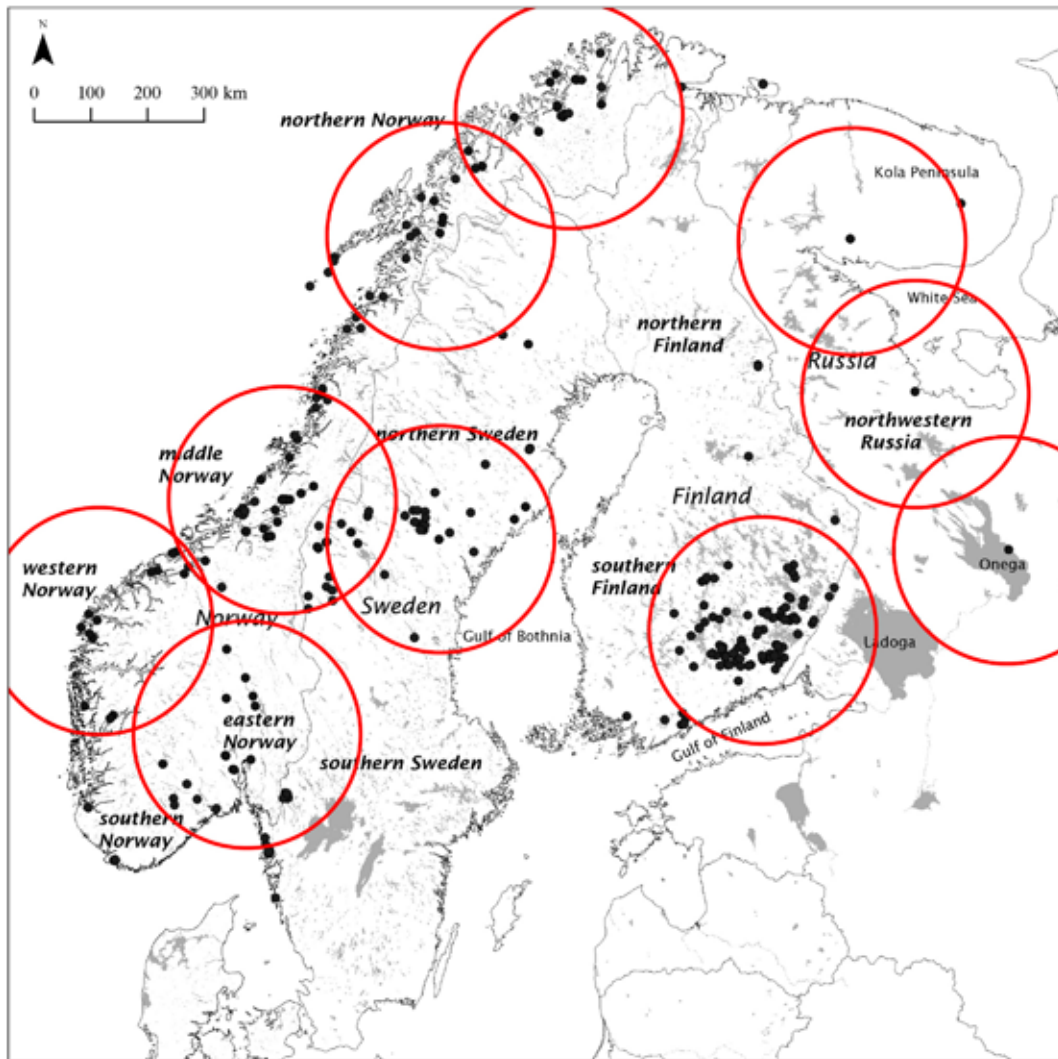 N
0 100 200 300 km
northern Norway
Kola Peninsula
White Sea
northern
Finland
Russia
northwestern
Russia
northern Sweden
middle
Norway
Finland
Onega
western
Norway
southern
Finland
Norway
Sweden
Gulf of Bothnia
Ladoga
eastern
Norway
Gulf of Finland
southern Sweden
southern
Norway